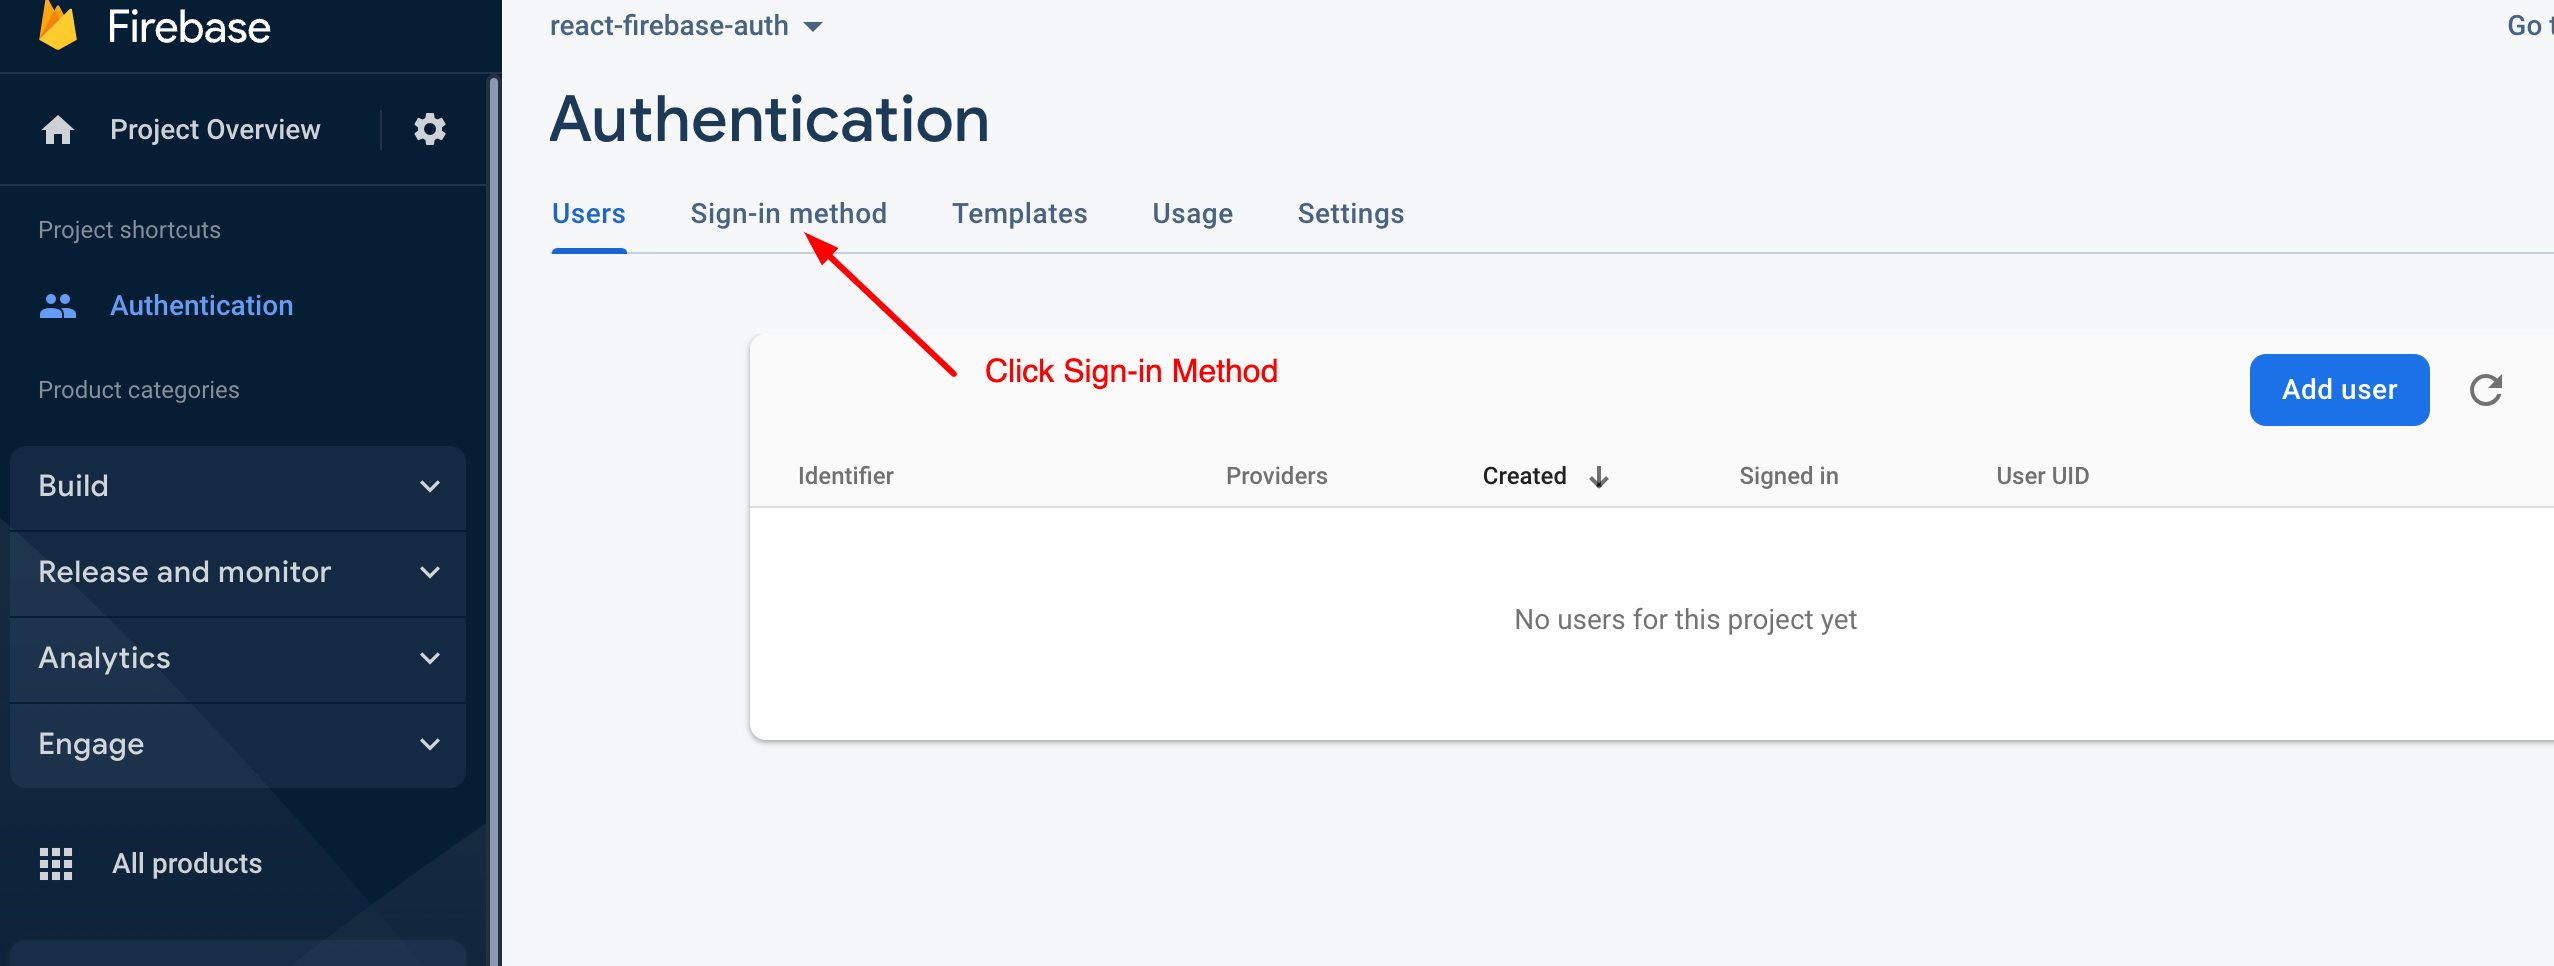 Firebase
Project Overview
Project shortcuts
Authentication
Product categories
Build
Release and monitor
Analytics
Engage
All products
react-firebase-auth
Go t
Authentication
Users Sign-in method Templates Usage Settings
Click Sign-in Method
Add user
Identifier Providers Created Signed in User UID
No users for this project yet